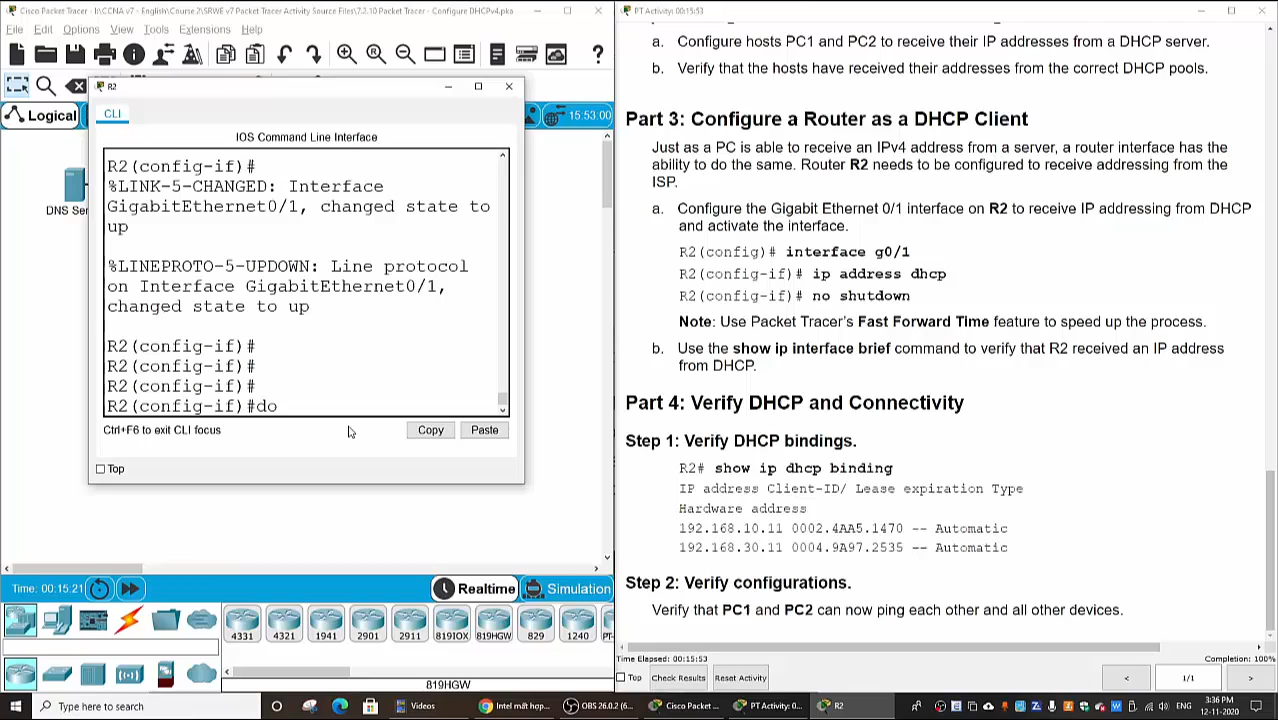 Cisco Packet Tracer - I:\CCNA v7 - English\Course 2\SRWE v7 Packet Tracer Activity Source Files\7.2.10 Packet Tracer - Configure DHCPv4.pka
File Edit Options View Tools Extensions Help
Logical
15:53:00
DNS Ser
R2
CLI
IOS Command Line Interface
R2(config-if)#
%LINK-5-CHANGED: Interface
GigabitEthernet0/1, changed state to
up
%LINEPROTO-5-UPDOWN: Line protocol
on Interface GigabitEthernet0/1,
changed state to up
R2(config-if)#
R2(config-if)#
R2(config-if)#
R2(config-if)#do
Ctrl+F6 to exit CLI focus
Copy
Paste
Top
Time: 00:15:21
Realtime
Simulation
4331 4321 1941 2901 2911 819IOX 819HGW 829 1240 PT-
819HGW
PT Activity: 00:15:53
a. Configure hosts PC1 and PC2 to receive their IP addresses from a DHCP server.
b. Verify that the hosts have received their addresses from the correct DHCP pools.
Part 3: Configure a Router as a DHCP Client
Just as a PC is able to receive an IPv4 address from a server, a router interface has the
ability to do the same. Router R2 needs to be configured to receive addressing from the
ISP.
a. Configure the Gigabit Ethernet 0/1 interface on R2 to receive IP addressing from DHCP
and activate the interface.
R2(config)# interface g0/1
R2(config-if)# ip address dhcp
R2(config-if)# no shutdown
Note: Use Packet Tracer's Fast Forward Time feature to speed up the process.
b. Use the show ip interface brief command to verify that R2 received an IP address
from DHCP.
Part 4: Verify DHCP and Connectivity
Step 1: Verify DHCP bindings.
R2# show ip dhcp binding
IP address Client-ID/ Lease expiration Type
Hardware address
192.168.10.11 0002.4AA5.1470 -- Automatic
192.168.30.11 0004.9A97.2535 -- Automatic
Step 2: Verify configurations.
Verify that PC1 and PC2 can now ping each other and all other devices.
Time Elapsed: 00:15:53
Completion: 100%
Top
Check Results
Reset Activity
<
1/1
>
Type here to search
Videos
Intel mất hợp...
OBS 26.0.2 (6...
Cisco Packet ...
PT Activity: 0...
R2
ENG
3:36 PM
12-11-2020